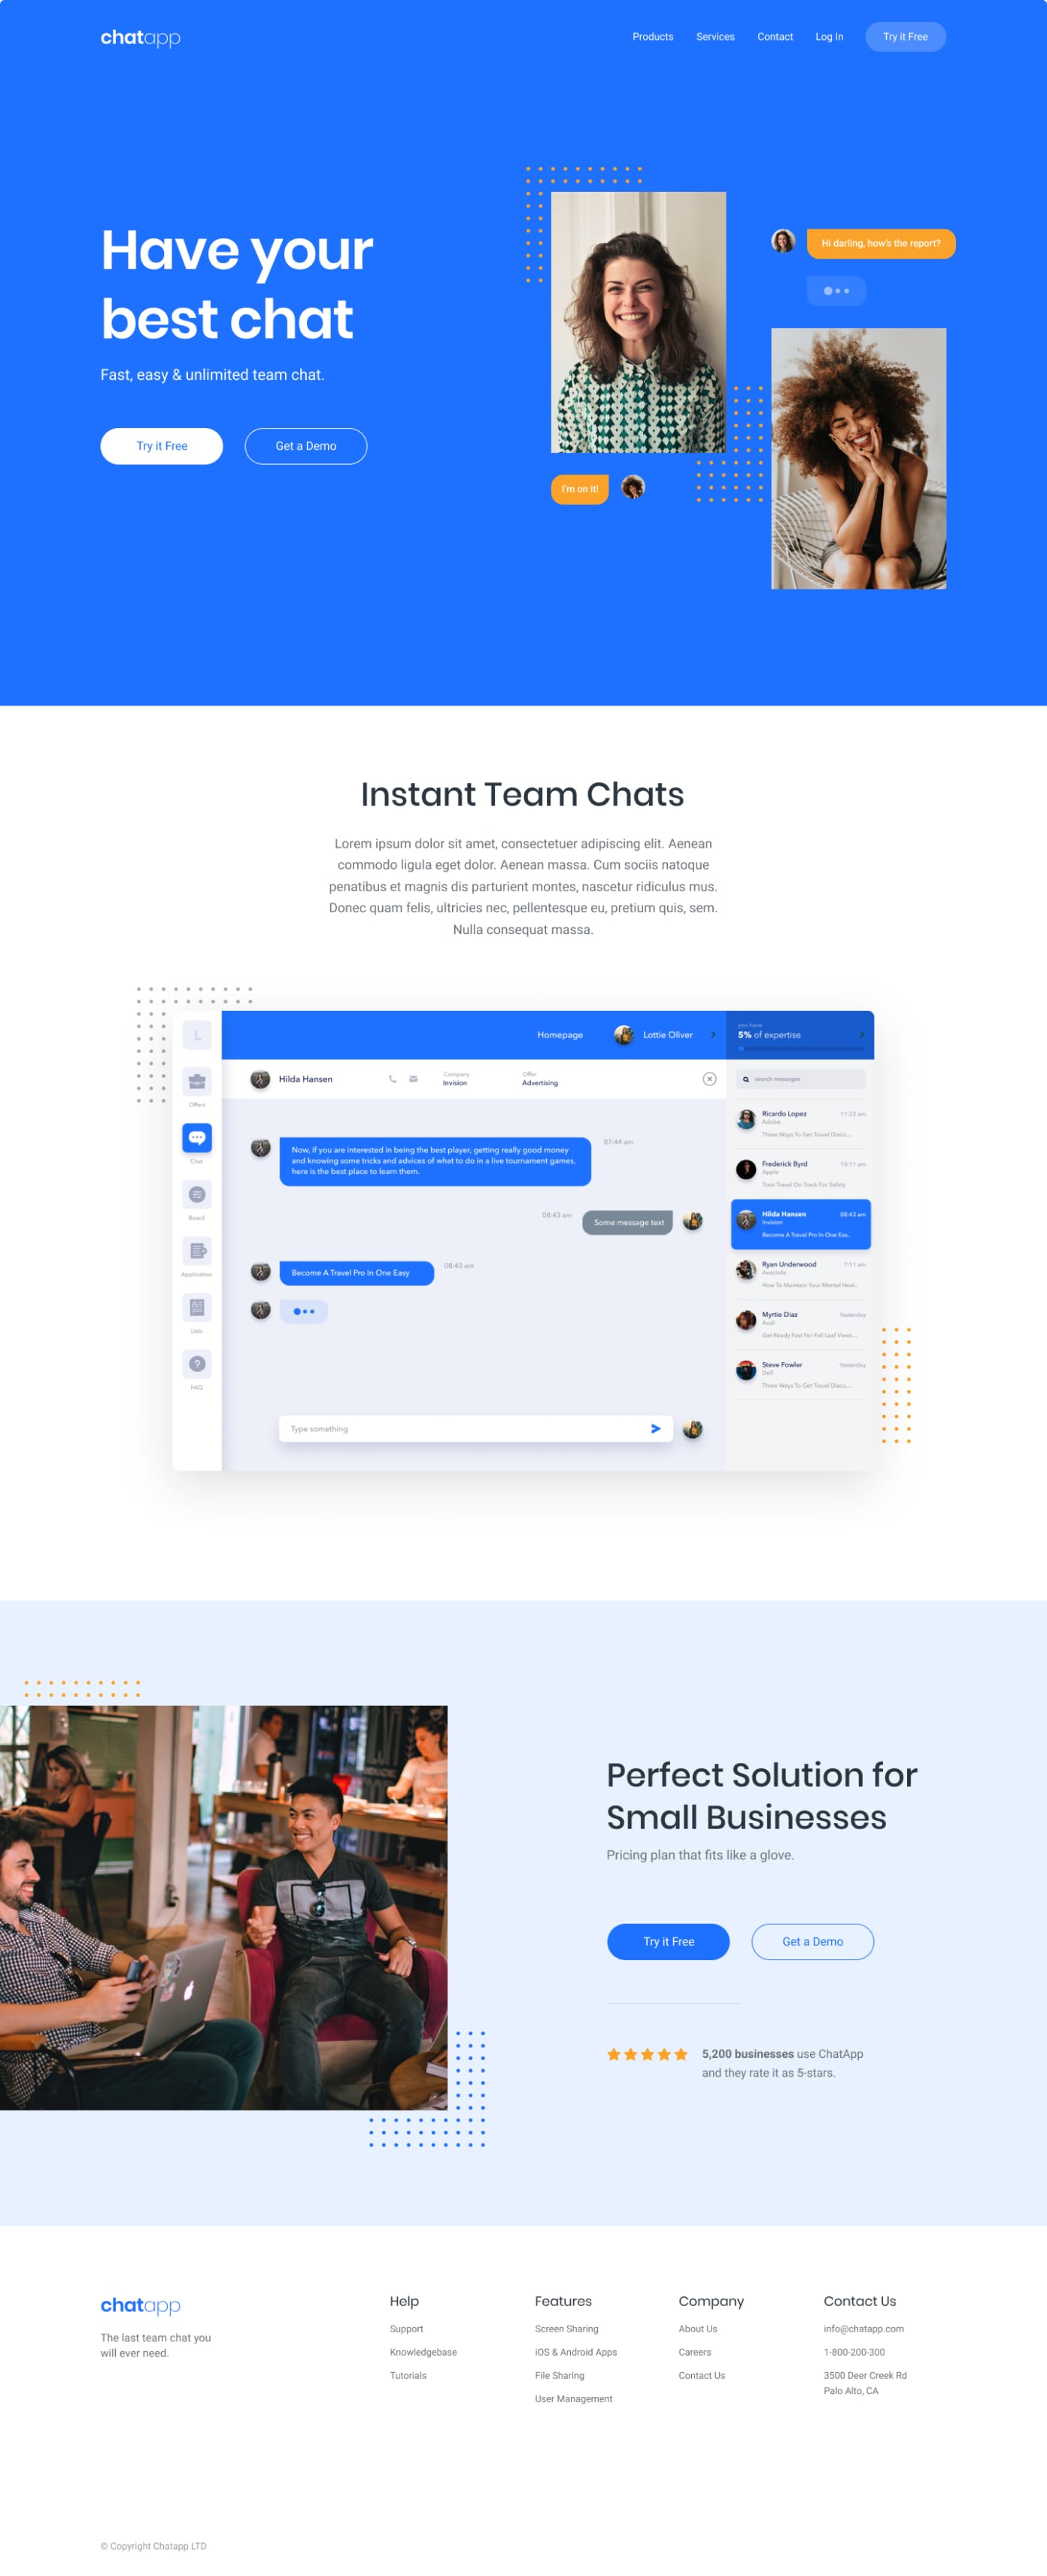 chatapp
Products
Services
Contact
Log In
Try it Free
Have your
best chat
Fast, easy & unlimited team chat.
Try it Free
Get a Demo
Hi darling, how's the report?
I'm on it!
Instant Team Chats
Lorem ipsum dolor sit amet, consectetuer adipiscing elit. Aenean
commodo ligula eget dolor. Aenean massa. Cum sociis natoque
penatibus et magnis dis parturient montes, nascetur ridiculus mus.
Donec quam felis, ultricies nec, pellentesque eu, pretium quis, sem.
Nulla consequat massa.
L
Offers
Chat
Board
Application
Lists
FAQ
Homepage
Lottie Oliver
you have
5% of expertise
Hilda Hansen
Company
Invision
Offer
Advertising
search messages
Now, if you are interested in being the best player, getting really good money
and knowing some tricks and advices of what to do in a live tournament games,
here is the best place to learn them.
07:44 am
08:43 am
Some message text
Become A Travel Pro In One Easy
08:43 am
Type something
Ricardo Lopez
11:23 am
Adobe
Three Ways To Get Travel Disco...
Frederick Byrd
10:11 am
Apple
Train Travel On Track For Safety
Hilda Hansen
08:43 am
Invision
Become A Travel Pro In One Eas..
Ryan Underwood
7:11 am
Avocode
How To Maintain Your Mental Heal..
Myrtie Diaz
Yesterday
Audi
Get Ready Fast For Fall Leaf Viewi...
Steve Fowler
Yesterday
Dell
Three Ways To Get Travel Disco...
Perfect Solution for
Small Businesses
Pricing plan that fits like a glove.
Try it Free
Get a Demo
5,200 businesses use ChatApp
and they rate it as 5-stars.
chatapp
The last team chat you
will ever need.
Help
Support
Knowledgebase
Tutorials
Features
Screen Sharing
iOS & Android Apps
File Sharing
User Management
Company
About Us
Careers
Contact Us
Contact Us
info@chatapp.com
1-800-200-300
3500 Deer Creek Rd
Palo Alto, CA
© Copyright Chatapp LTD